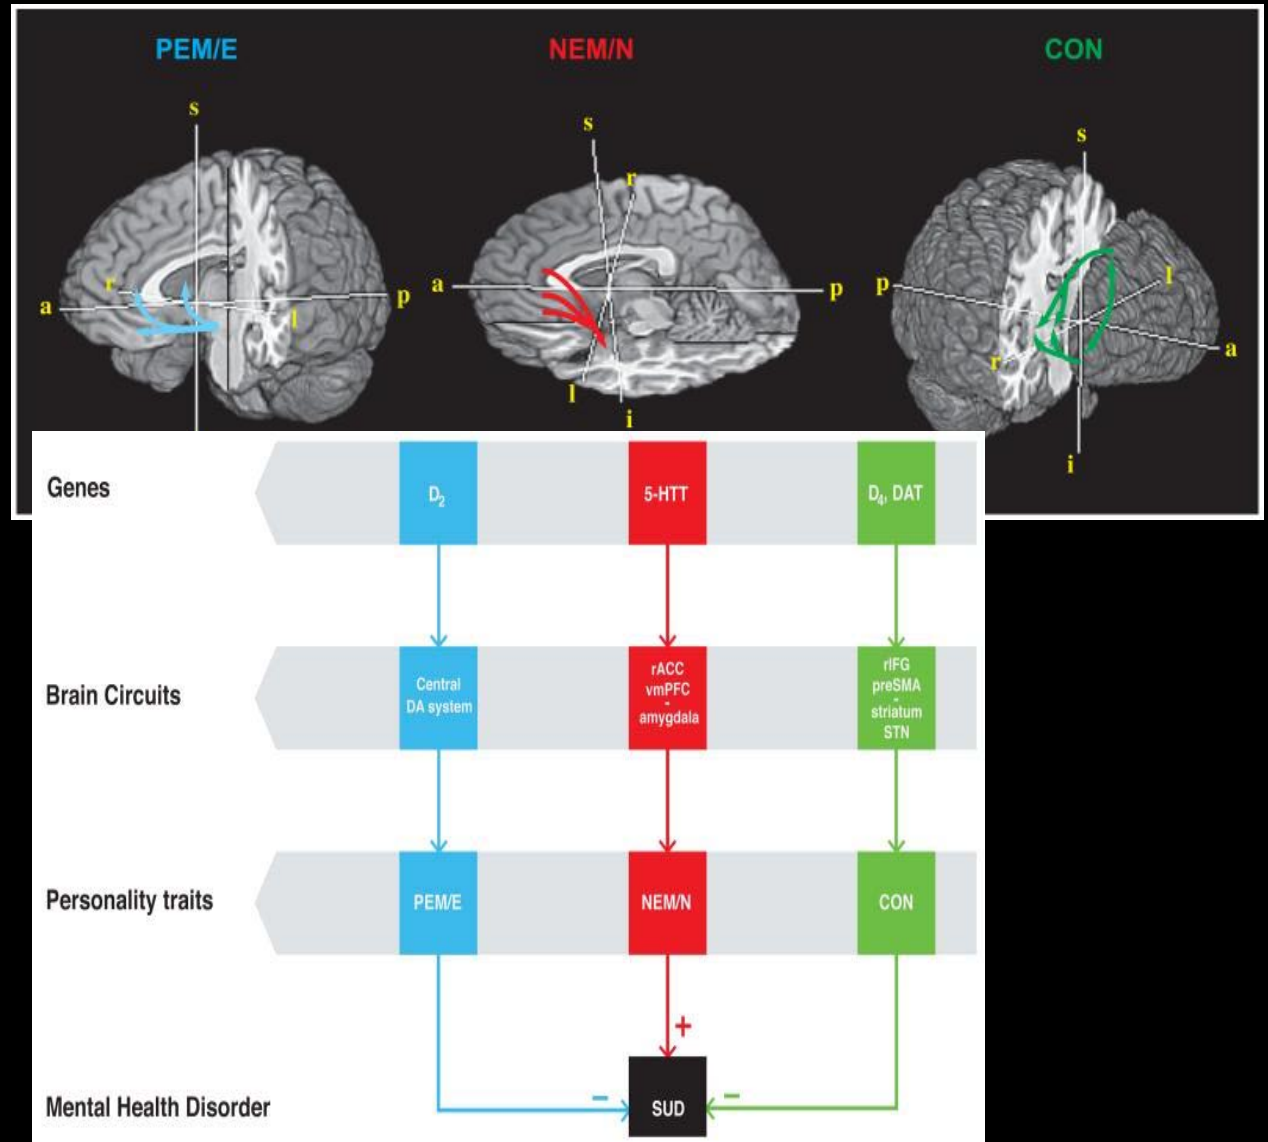 PEM/E
NEM/N
CON
s
r
a
p
l
s
r
a
p
l
i
s
p
l
r
a
i
Genes
D₂
5-HTT
D₄, DAT
Brain Circuits
Central
DA system
rACC
vmPFC
-
amygdala
rIFG
preSMA
-
striatum
STN
Personality traits
PEM/E
NEM/N
CON
+
Mental Health Disorder
–
SUD
–